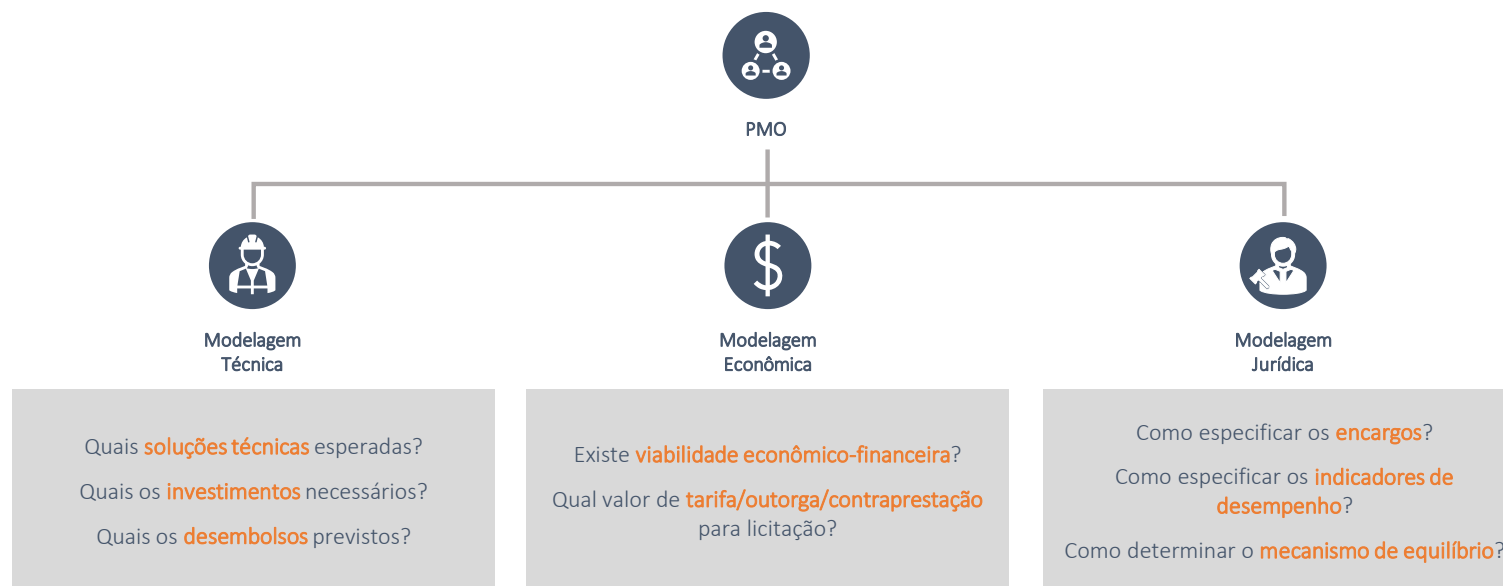 PMO
Modelagem
Técnica
Quais soluções técnicas esperadas?
Quais os investimentos necessários?
Quais os desembolsos previstos?
Modelagem
Econômica
Existe viabilidade econômico-financeira?
Qual valor de tarifa/outorga/contraprestação
para licitação?
Modelagem
Jurídica
Como especificar os encargos?
Como especificar os indicadores de
desempenho?
Como determinar o mecanismo de equilíbrio?